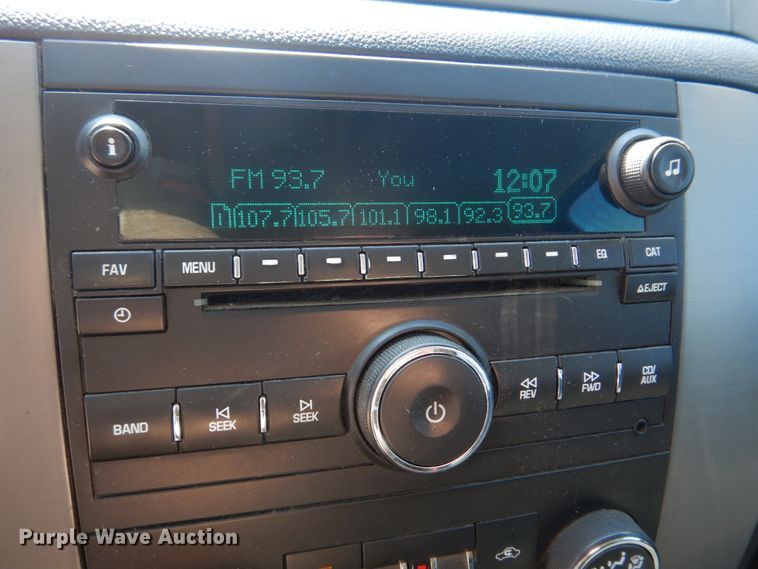 i
FM 93.7 You 12:07
107.7 105.7 101.1 98.1 92.3 93.7
FAV MENU EQ CAT
EJECT
BAND SEEK SEEK REV FWD CD/
AUX
Purple Wave Auction